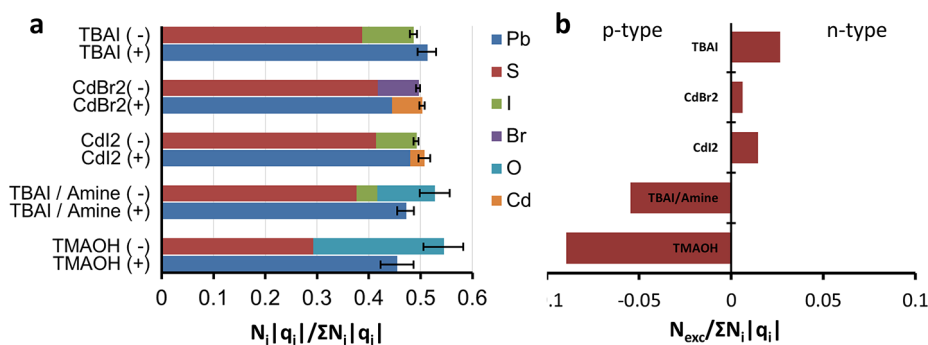 a
TBAI ( -)
TBAI (+)
CdBr2( -)
CdBr2(+)
CdI2 ( -)
CdI2 (+)
TBAI / Amine ( -)
TBAI / Amine (+)
TMAOH ( -)
TMAOH (+)
0 0.1 0.2 0.3 0.4 0.5 0.6
Nᵢ|qᵢ|/ΣNᵢ|qᵢ|
Pb
S
I
Br
O
Cd
b
p-type n-type
TBAI
CdBr2
CdI2
TBAI/Amine
TMAOH
.1 -0.05 0 0.05 0.1
Nexc/ΣNᵢ|qᵢ|